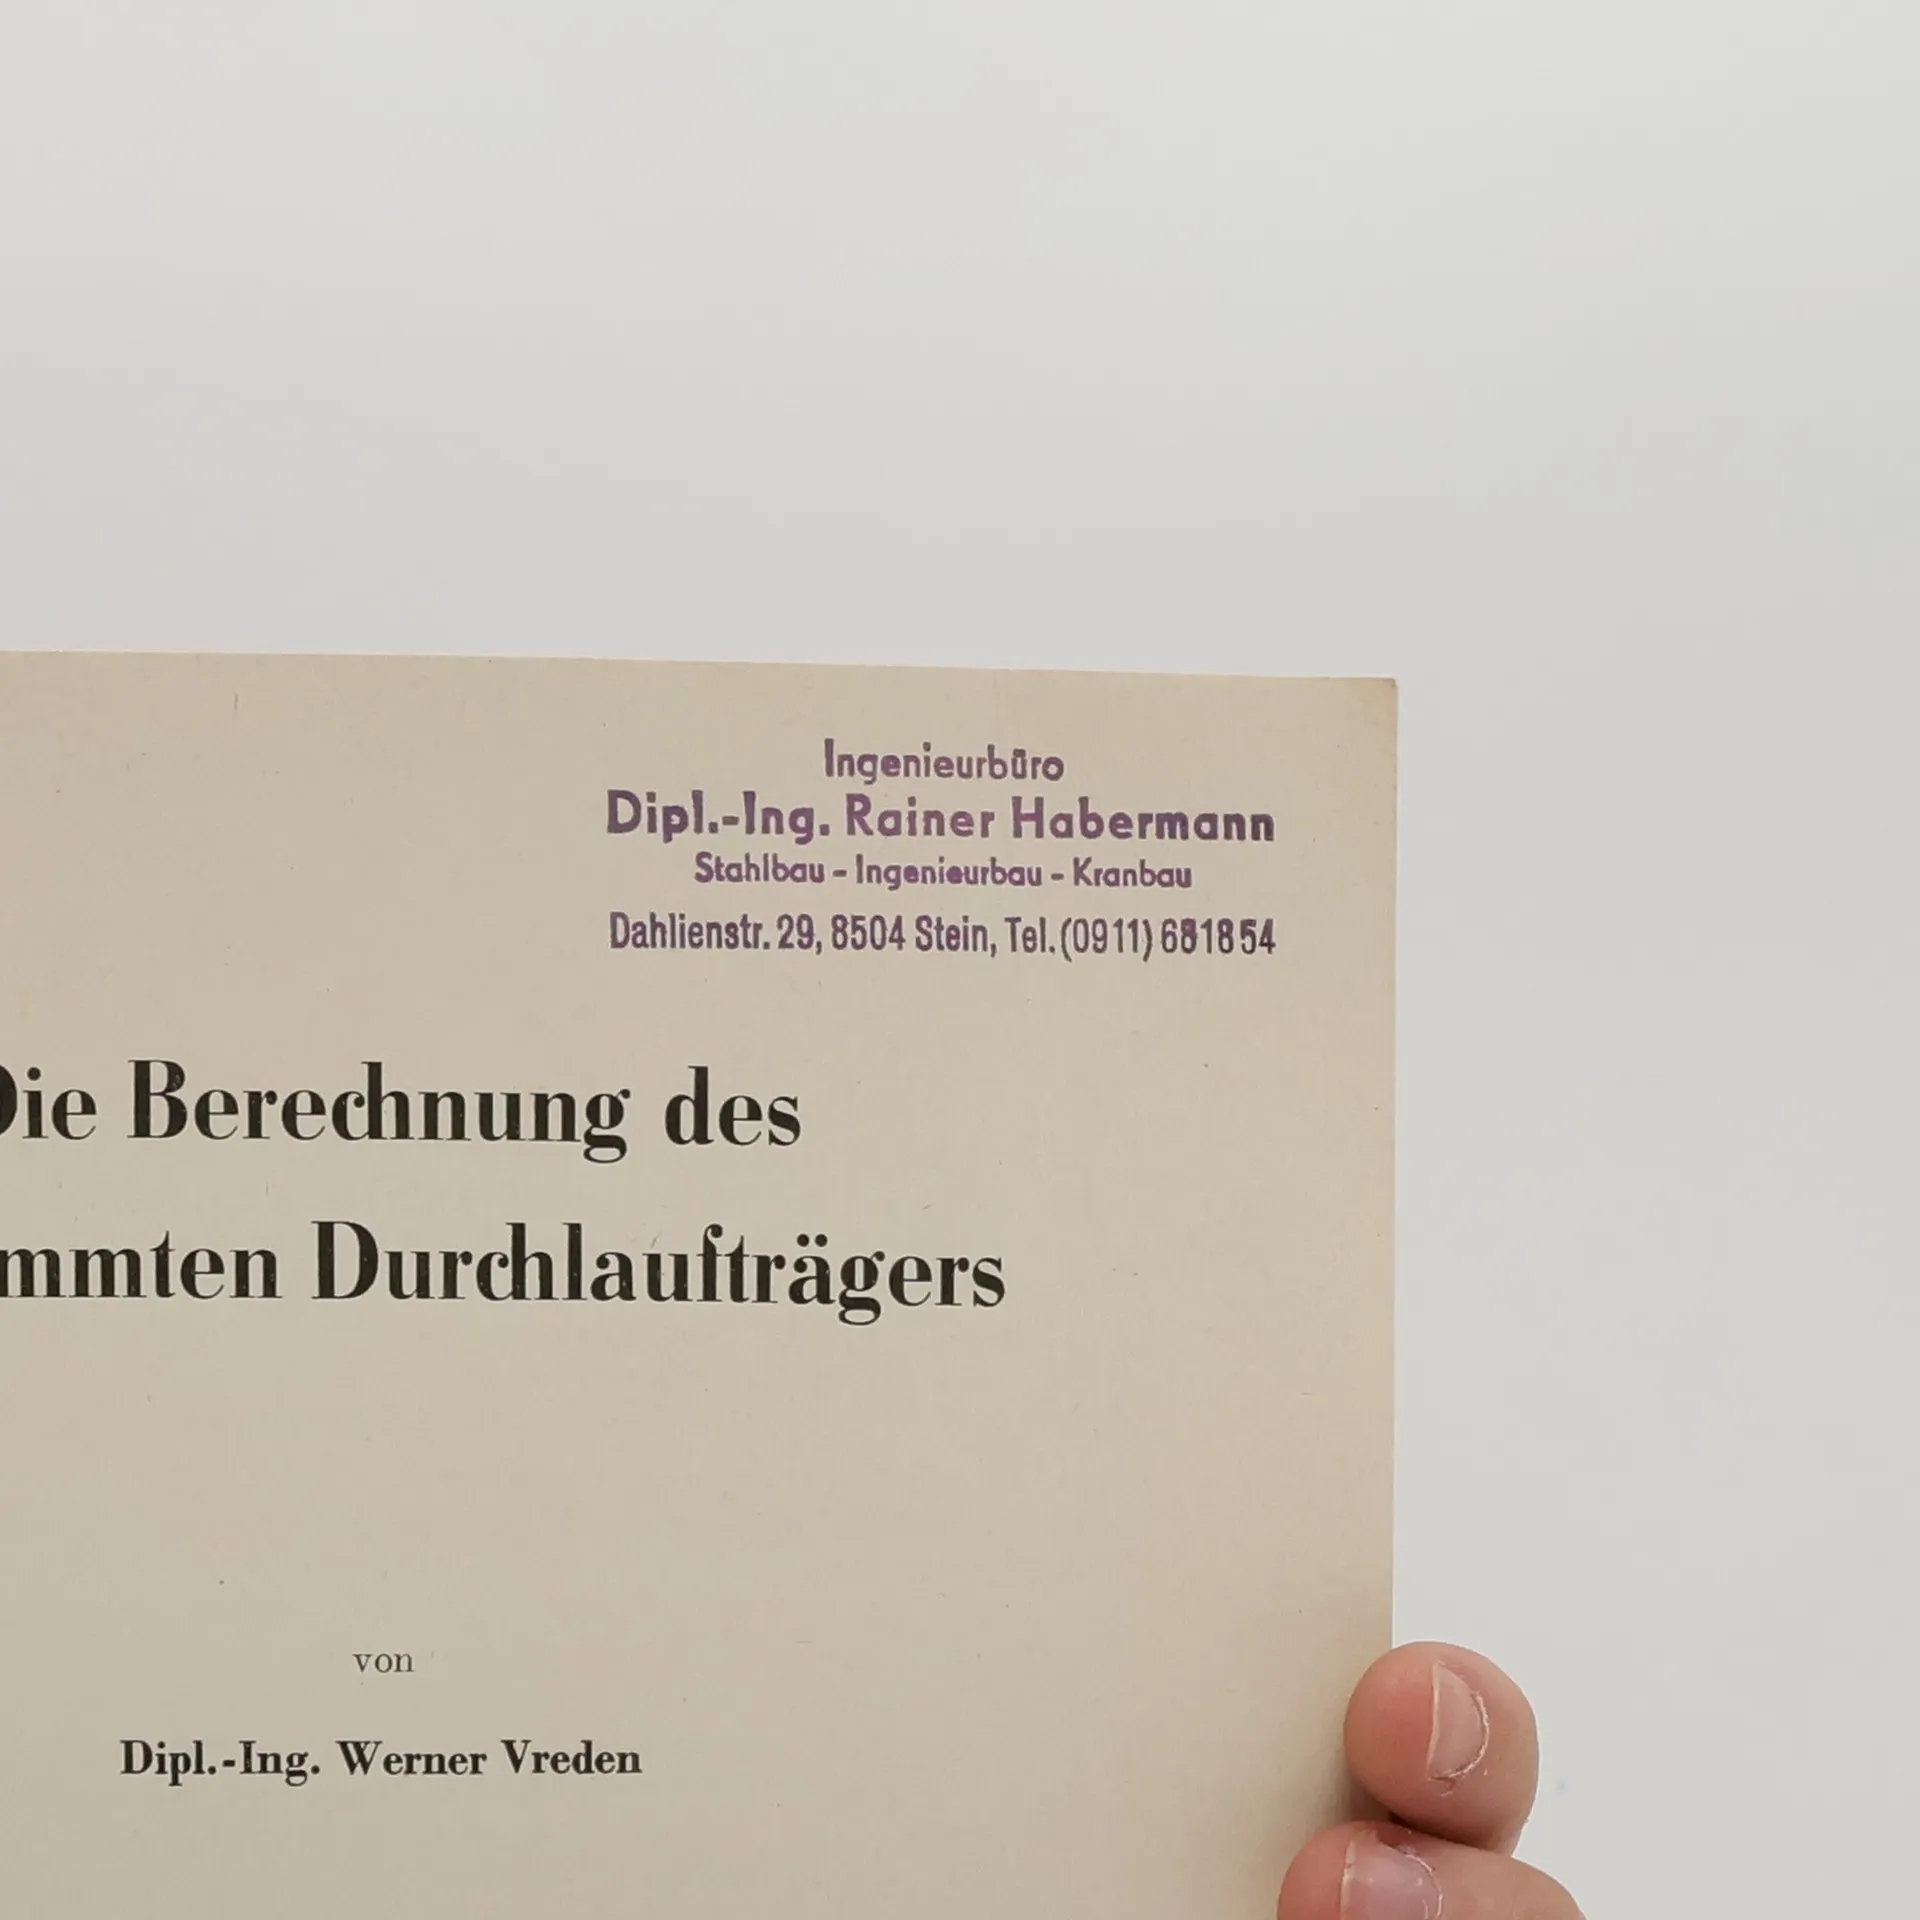 Ingenieurbüro
Dipl.-Ing. Rainer Habermann
Stahlbau - Ingenieurbau - Kranbau
Dahlienstr. 29, 8504 Stein, Tel. (0911) 681854
Die Berechnung des
mmten Durchlaufträgers
von
Dipl.-Ing. Werner Vreden